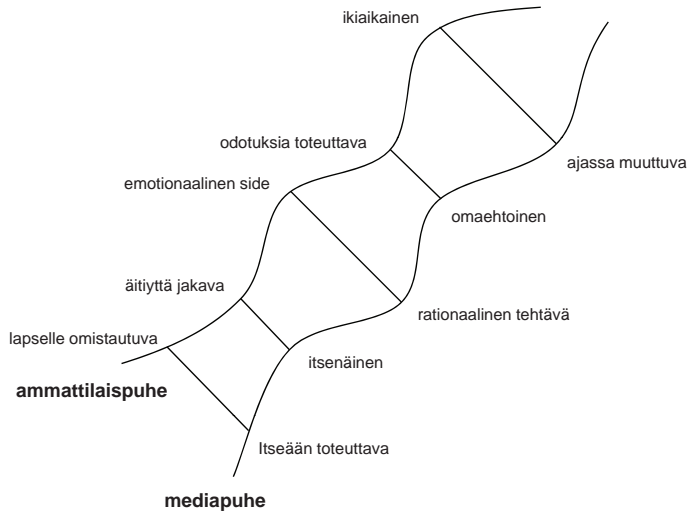 ikiaikainen
odotuksia toteuttava
ajassa muuttuva
emotionaalinen side
omaehtoinen
äitiyttä jakava
rationaalinen tehtävä
lapselle omistautuva
itsenäinen
ammattilaispuhe
Itseään toteuttava
mediapuhe